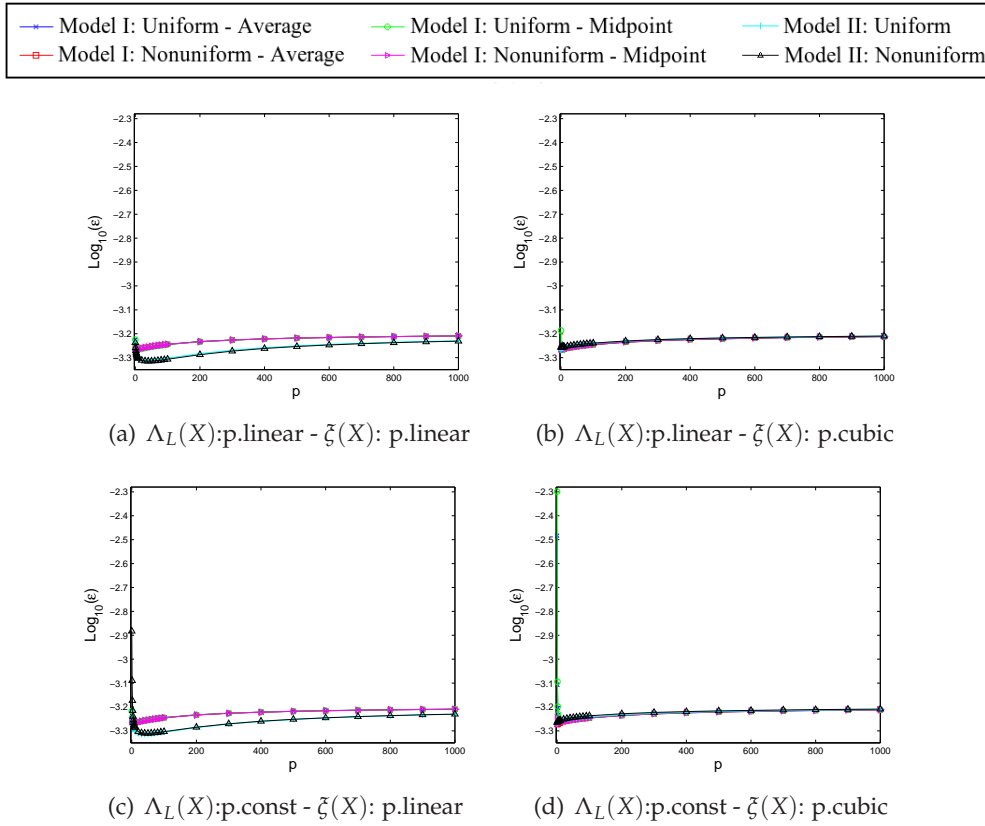 Model I: Uniform - Average
Model I: Uniform - Midpoint
Model II: Uniform
Model I: Nonuniform - Average
Model I: Nonuniform - Midpoint
Model II: Nonuniform
Log10(ε)
-2.3
-2.4
-2.5
-2.6
-2.7
-2.8
-2.9
-3
-3.1
-3.2
-3.3
0 200 400 600 800 1000
p
(a) Λ_L(X):p.linear - ξ(X): p.linear
Log10(ε)
-2.3
-2.4
-2.5
-2.6
-2.7
-2.8
-2.9
-3
-3.1
-3.2
-3.3
0 200 400 600 800 1000
p
(b) Λ_L(X):p.linear - ξ(X): p.cubic
Log10(ε)
-2.3
-2.4
-2.5
-2.6
-2.7
-2.8
-2.9
-3
-3.1
-3.2
-3.3
0 200 400 600 800 1000
p
(c) Λ_L(X):p.const - ξ(X): p.linear
Log10(ε)
-2.3
-2.4
-2.5
-2.6
-2.7
-2.8
-2.9
-3
-3.1
-3.2
-3.3
0 200 400 600 800 1000
p
(d) Λ_L(X):p.const - ξ(X): p.cubic